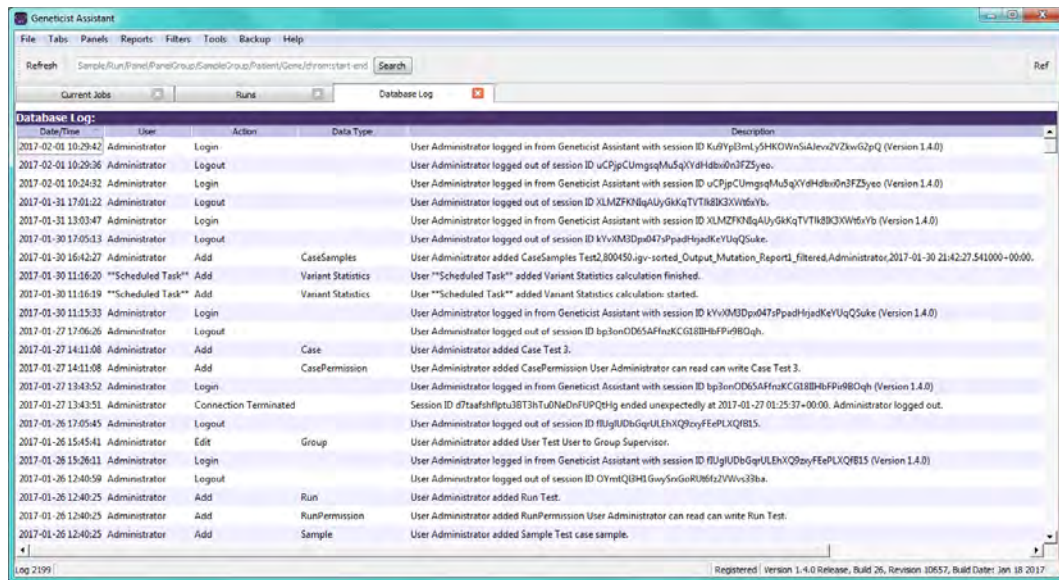 Geneticist Assistant
File Tabs Panels Reports Filters Tools Backup Help
Refresh Sample/Run/Panel/PanelGroup/SampleGroup/Patient/Gene/chrom:start-end Search Ref
Current Jobs Runs Database Log
Database Log:
Date/Time User Action Data Type Description
2017-02-01 10:29:42 Administrator Login User Administrator logged in from Geneticist Assistant with session ID (Version 1.4.0)
2017-02-01 10:29:36 Administrator Logout User Administrator logged out of session ID
2017-02-01 10:24:32 Administrator Login User Administrator logged in from Geneticist Assistant with session ID (Version 1.4.0)
2017-01-31 17:01:22 Administrator Logout User Administrator logged out of session ID
2017-01-31 13:03:47 Administrator Login User Administrator logged in from Geneticist Assistant with session ID (Version 1.4.0)
2017-01-30 17:05:13 Administrator Logout User Administrator logged out of session ID
2017-01-30 16:42:27 Administrator Add CaseSamples User Administrator added CaseSamples Test2,800450.igv-sorted_Output_Mutation_Report1_filtered,Administrator,2017-01-30 21:42:27.541000+00:00.
2017-01-30 11:16:20 **Scheduled Task** Add Variant Statistics User **Scheduled Task** added Variant Statistics calculation finished.
2017-01-30 11:16:19 **Scheduled Task** Add Variant Statistics User **Scheduled Task** added Variant Statistics calculation: started.
2017-01-30 11:15:33 Administrator Login User Administrator logged in from Geneticist Assistant with session ID (Version 1.4.0)
2017-01-27 17:06:26 Administrator Logout User Administrator logged out of session ID
2017-01-27 14:11:08 Administrator Add Case User Administrator added Case Test 3.
2017-01-27 14:11:08 Administrator Add CasePermission User Administrator added CasePermission User Administrator can read can write Case Test 3.
2017-01-27 13:43:52 Administrator Login User Administrator logged in from Geneticist Assistant with session ID (Version 1.4.0)
2017-01-27 13:43:51 Administrator Connection Terminated Session ID ended unexpectedly at 2017-01-27 01:25:37+00:00. Administrator logged out.
2017-01-26 17:05:45 Administrator Logout User Administrator logged out of session ID
2017-01-26 15:45:41 Administrator Edit Group User Administrator added User Test User to Group Supervisor.
2017-01-26 15:26:11 Administrator Login User Administrator logged in from Geneticist Assistant with session ID (Version 1.4.0)
2017-01-26 12:40:59 Administrator Logout User Administrator logged out of session ID
2017-01-26 12:40:25 Administrator Add Run User Administrator added Run Test.
2017-01-26 12:40:25 Administrator Add RunPermission User Administrator added RunPermission User Administrator can read can write Run Test.
2017-01-26 12:40:25 Administrator Add Sample User Administrator added Sample Test case sample.
Log 2199 Registered Version 1.4.0 Release, Build 26, Revision 10657, Build Date: Jan 18 2017